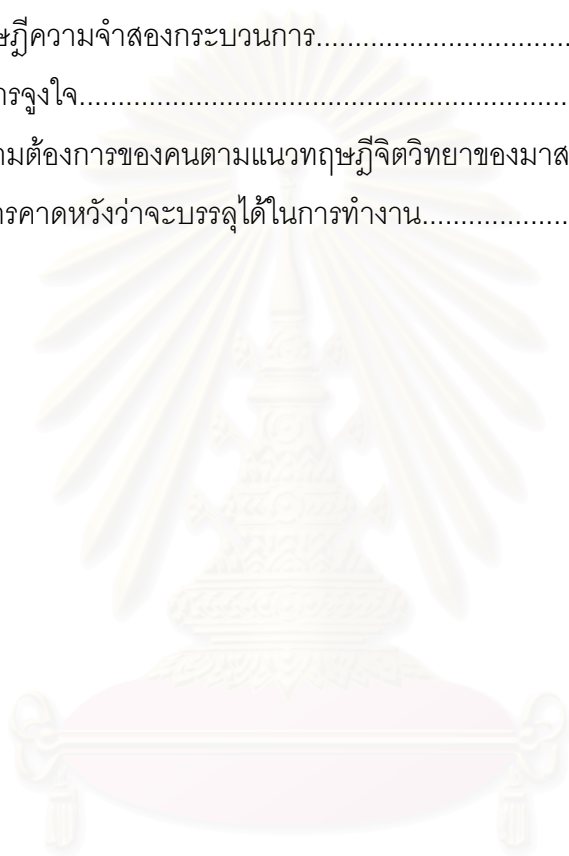 ษฎีความจำสองกระบวนการ................................
ารจูงใจ...............................................................
ามต้องการของคนตามแนวทฤษฎีจิตวิทยาของมาส
ารคาดหวังว่าจะบรรลุได้ในการทำงาน...................